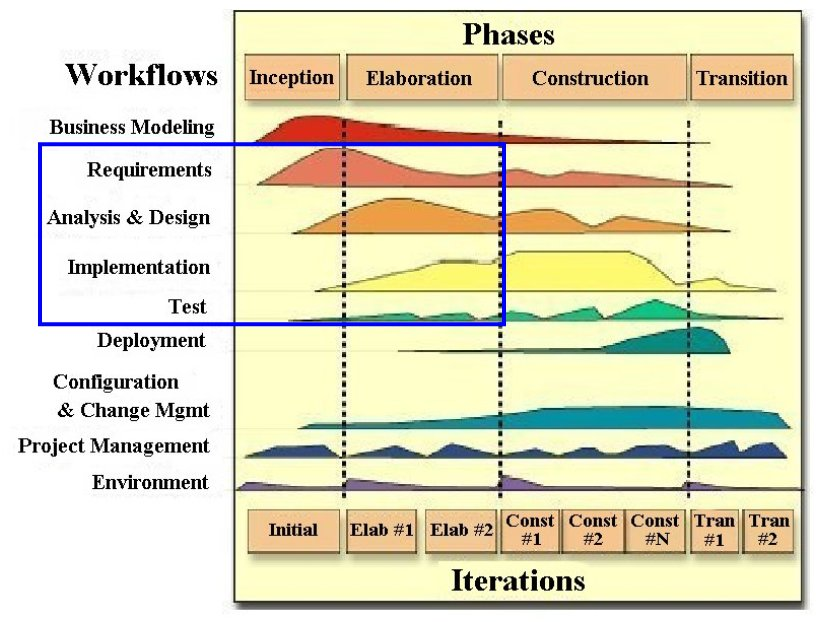 Phases
Workflows
Inception
Elaboration
Construction
Transition
Business Modeling
Requirements
Analysis & Design
Implementation
Test
Deployment
Configuration
& Change Mgmt
Project Management
Environment
Initial
Elab #1
Elab #2
Const
#1
Const
#2
Const
#N
Tran
#1
Tran
#2
Iterations